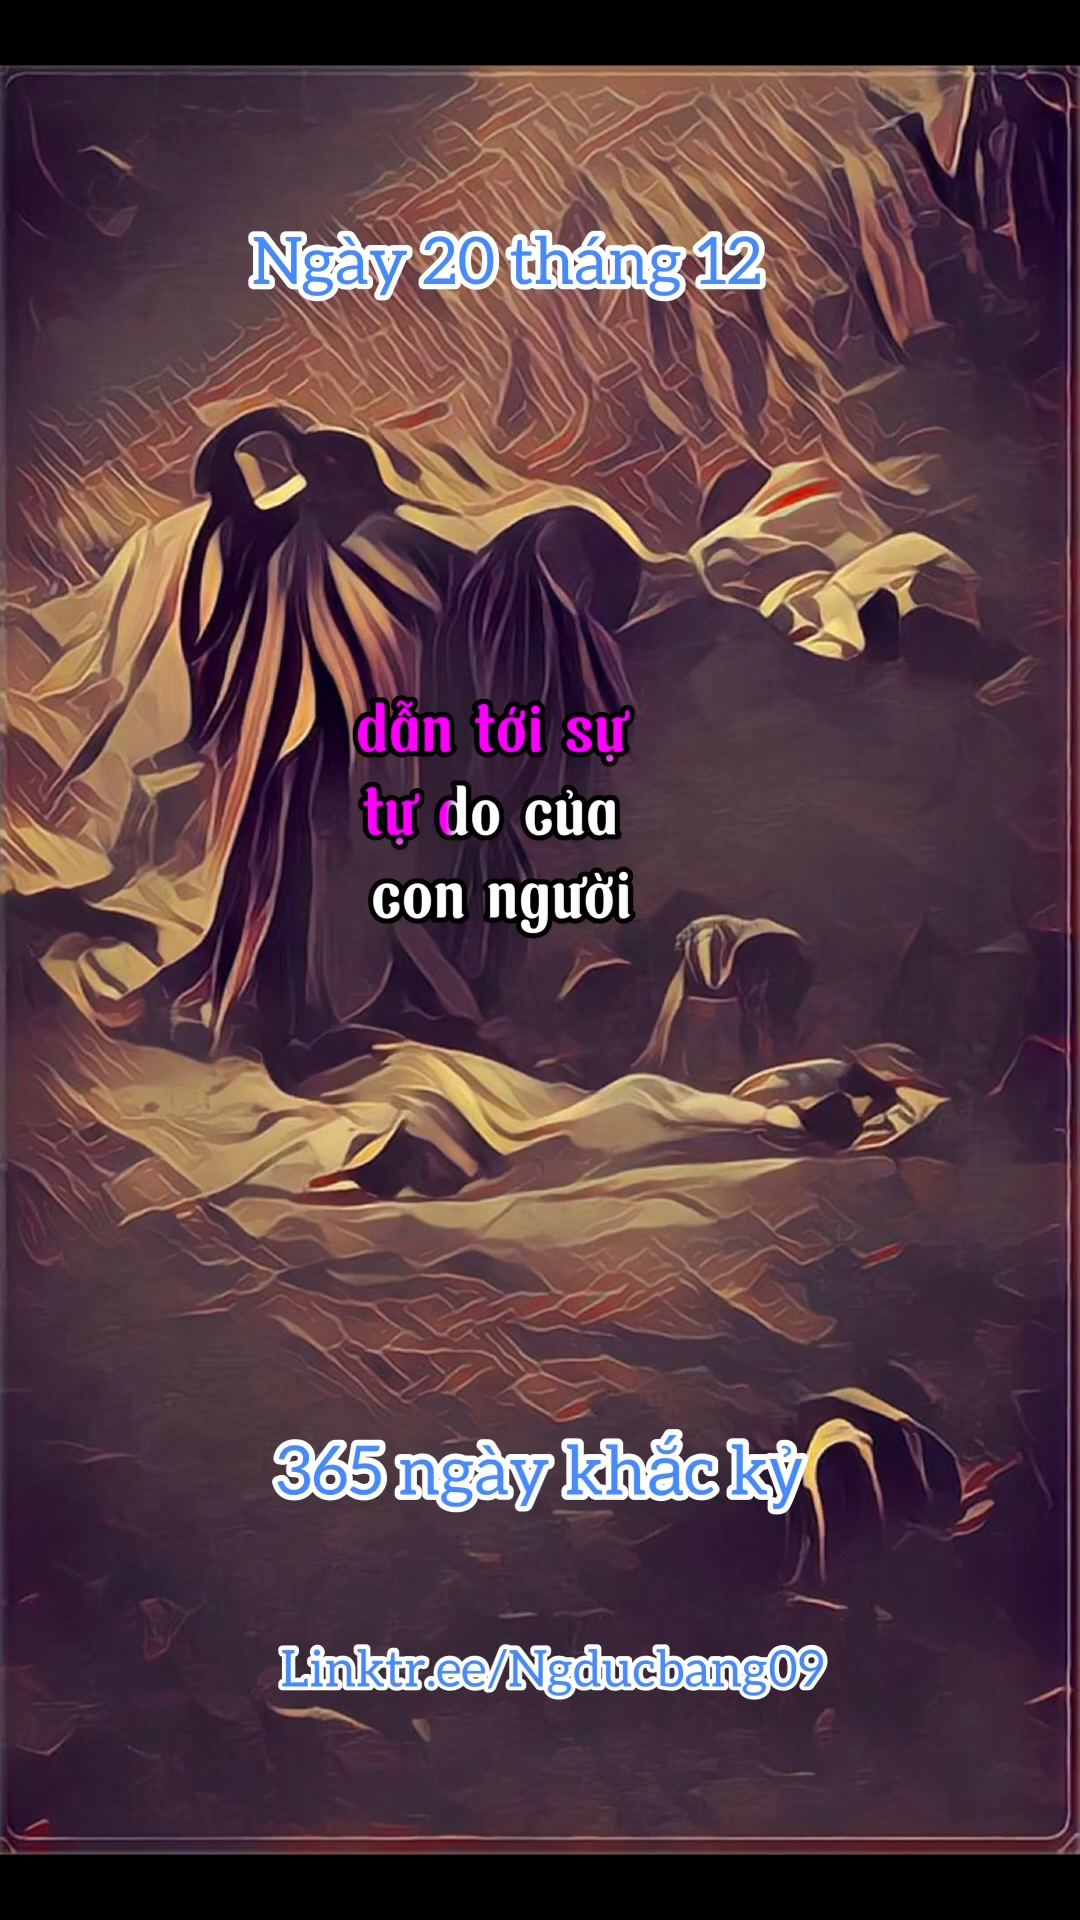 Ngày 20 tháng 12
dẫn tới sự
tự do của
con người
365 ngày khắc kỷ
Linktr.ee/Ngducbang09